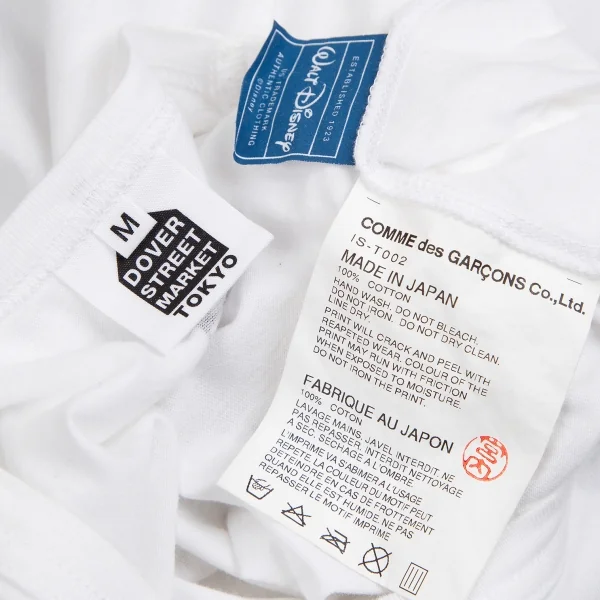 ESTABLISHED 1923
WALT DISNEY
US TRADEMARK
AUTHENTIC CLOTHING
©Disney
M
DOVER
STREET
MARKET
TOKYO
COMME des GARÇONS Co.,Ltd.
IS-T002
MADE IN JAPAN
100% COTTON
HAND WASH. DO NOT BLEACH.
DO NOT IRON. DO NOT DRY CLEAN.
LINE DRY.
PRINT WILL CRACK AND PEEL WITH
REAPETED WEAR. COLOUR OF THE
PRINT MAY RUN WITH FRICTION
WHEN EXPOSED TO MOISTURE.
DO NOT IRON THE PRINT.
FABRIQUE AU JAPON
100% COTON
LAVAGE MAINS, JAVEL INTERDIT. NE
PAS REPASSER, INTERDIT NETTOYAGE
A SEC. SECHAGE A L'OMBRE.
L'IMPRIME VA S'ABIMER A L'USAGE
REPETE. LA COULEUR DU MOTIF PEUT
DETEINDRE EN CAS DE FROTTEMENT
QUAND ELLE EST HUMIDE, NE PAS
REPASSER LE MOTIF IMPRIME